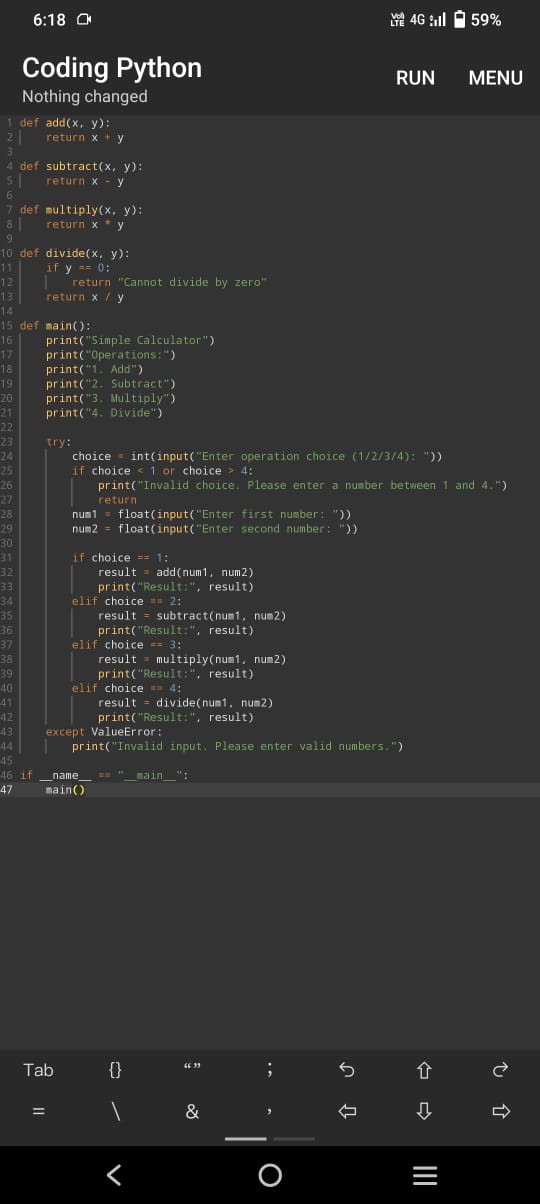 6:18
Vo) LTE 4G 59%
Coding Python
Nothing changed
RUN MENU
1 def add(x, y):
2     return x + y
3
4 def subtract(x, y):
5     return x - y
6
7 def multiply(x, y):
8     return x * y
9
10 def divide(x, y):
11     if y == 0:
12         return "Cannot divide by zero"
13     return x / y
14
15 def main():
16     print("Simple Calculator")
17     print("Operations:")
18     print("1. Add")
19     print("2. Subtract")
20     print("3. Multiply")
21     print("4. Divide")
22
23     try:
24         choice = int(input("Enter operation choice (1/2/3/4): "))
25         if choice < 1 or choice > 4:
26             print("Invalid choice. Please enter a number between 1 and 4.")
27             return
28         num1 = float(input("Enter first number: "))
29         num2 = float(input("Enter second number: "))
30
31         if choice == 1:
32             result = add(num1, num2)
33             print("Result:", result)
34         elif choice == 2:
35             result = subtract(num1, num2)
36             print("Result:", result)
37         elif choice == 3:
38             result = multiply(num1, num2)
39             print("Result:", result)
40         elif choice == 4:
41             result = divide(num1, num2)
42             print("Result:", result)
43     except ValueError:
44         print("Invalid input. Please enter valid numbers.")
45
46 if __name__ == "__main__":
47     main()
Tab {} “” ;
= \ & ,